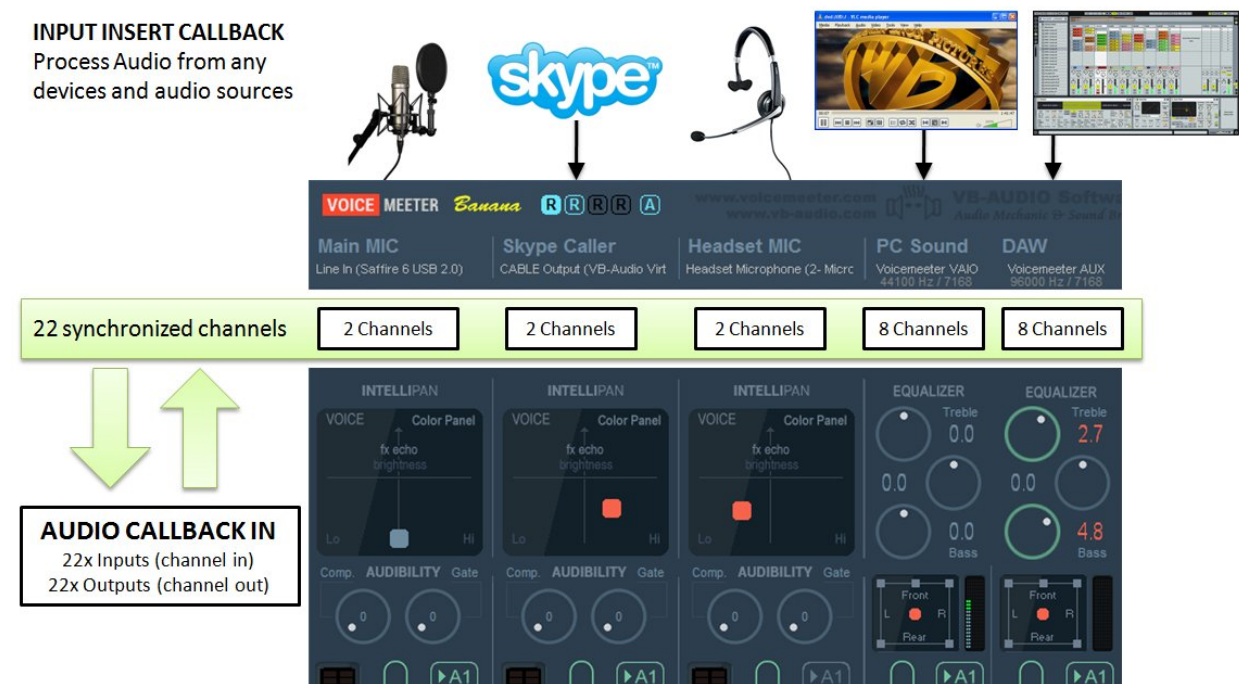 INPUT INSERT CALLBACK
Process Audio from any
devices and audio sources
skype™
VOICE MEETER Banana R R R R A
www.voicemeeter.com
www.vb-audio.com
VB-AUDIO
Audio Mechanic & Sound
Main MIC
Line In (Saffire 6 USB 2.0)
Skype Caller
CABLE Output (VB-Audio Virt
Headset MIC
Headset Microphone (2- Micrc
PC Sound
Voicemeeter VAIO
44100 Hz / 7168
DAW
Voicemeeter AUX
96000 Hz / 7168
22 synchronized channels
2 Channels
2 Channels
2 Channels
8 Channels
8 Channels
AUDIO CALLBACK IN
22x Inputs (channel in)
22x Outputs (channel out)
INTELLIPAN
VOICE Color Panel
fx echo
brightness
Lo Hi
Comp. AUDIBILITY Gate
0 0
A1
INTELLIPAN
VOICE Color Panel
fx echo
brightness
Lo Hi
Comp. AUDIBILITY Gate
0 0
A1
INTELLIPAN
VOICE Color Panel
fx echo
brightness
Lo Hi
Comp. AUDIBILITY Gate
0 0
A1
EQUALIZER
Treble
0.0
0.0
0.0
Bass
Front
L R
Rear
A1
EQUALIZER
Treble
2.7
0.0
4.8
Bass
Front
L R
Rear
A1